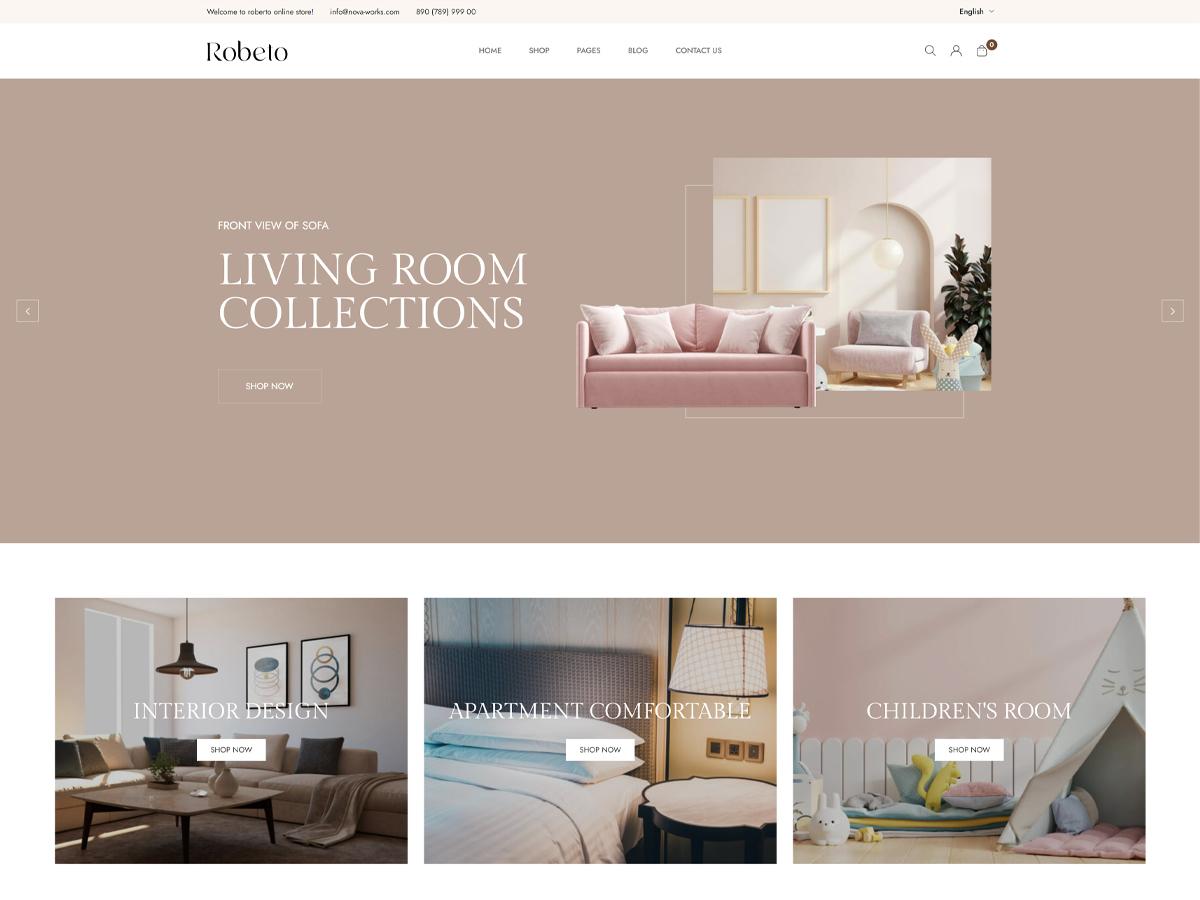 Welcome to roberto online store! info@nova-works.com 890 (789) 999 00 English
Robeto HOME SHOP PAGES BLOG CONTACT US 0
FRONT VIEW OF SOFA
LIVING ROOM
COLLECTIONS
SHOP NOW
INTERIOR DESIGN
SHOP NOW
APARTMENT COMFORTABLE
SHOP NOW
CHILDREN'S ROOM
SHOP NOW